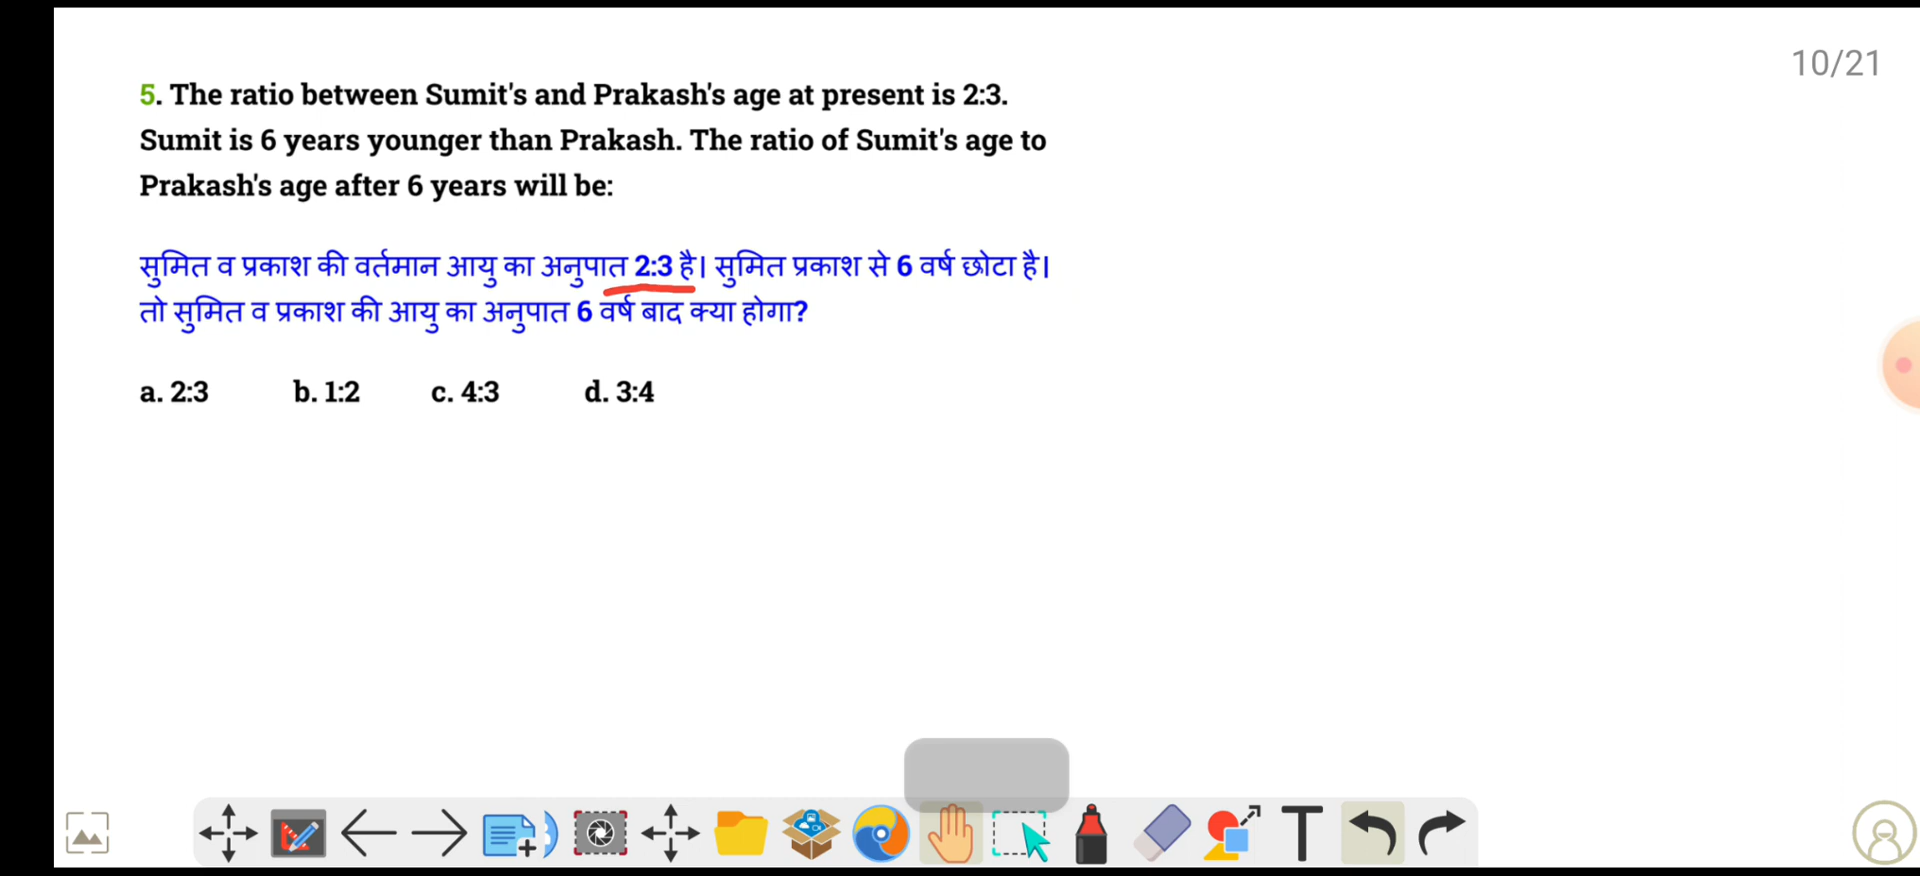 10/21
5. The ratio between Sumit's and Prakash's age at present is 2:3.
Sumit is 6 years younger than Prakash. The ratio of Sumit's age to
Prakash's age after 6 years will be:
सुमित व प्रकाश की वर्तमान आयु का अनुपात 2:3 है। सुमित प्रकाश से 6 वर्ष छोटा है।
तो सुमित व प्रकाश की आयु का अनुपात 6 वर्ष बाद क्या होगा?
a. 2:3 b. 1:2 c. 4:3 d. 3:4